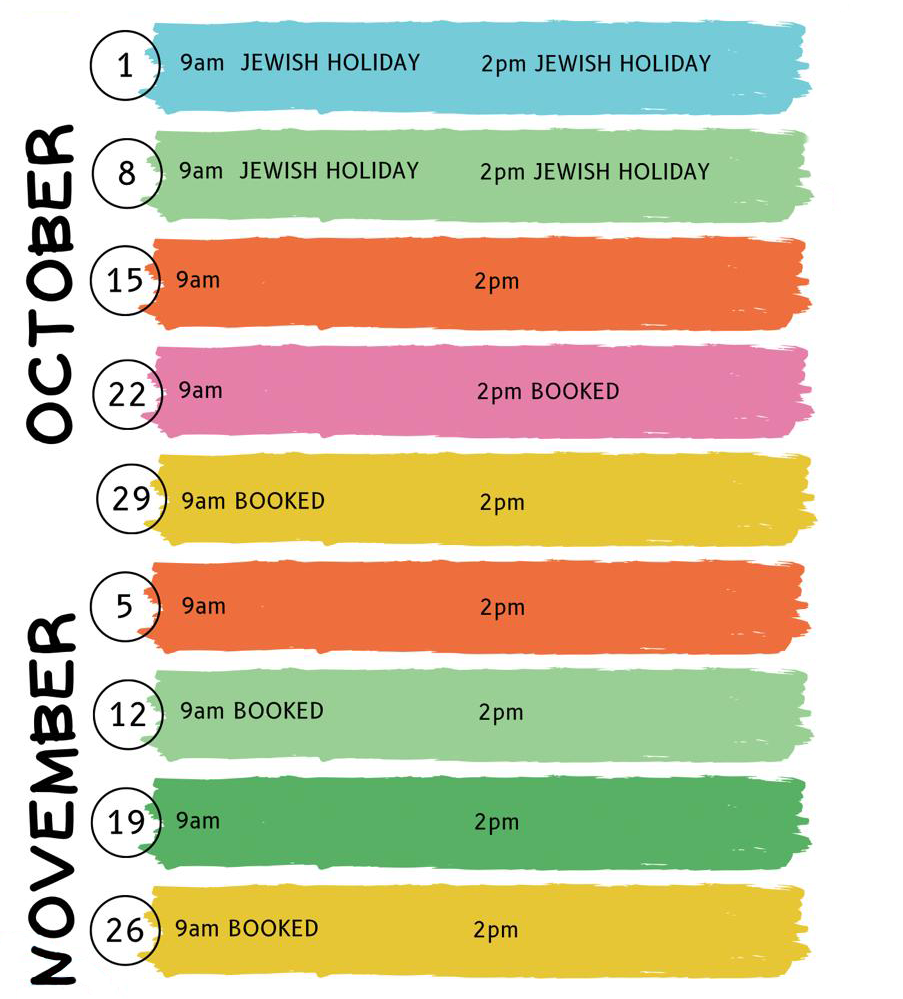 OCTOBER
1 9am JEWISH HOLIDAY 2pm JEWISH HOLIDAY
8 9am JEWISH HOLIDAY 2pm JEWISH HOLIDAY
15 9am 2pm
22 9am 2pm BOOKED
29 9am BOOKED 2pm
NOVEMBER
5 9am 2pm
12 9am BOOKED 2pm
19 9am 2pm
26 9am BOOKED 2pm